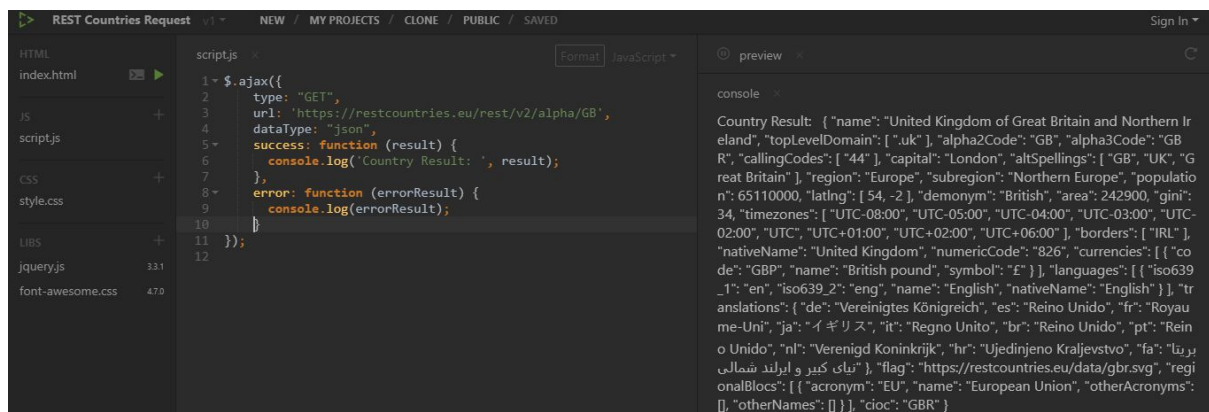 REST Countries Request v1 NEW / MY PROJECTS / CLONE / PUBLIC / SAVED Sign In
HTML
index.html
JS
script.js
CSS
style.css
LIBS
jquery.js 3.3.1
font-awesome.css 4.7.0
script.js × Format JavaScript
1 $.ajax({
2 type: "GET",
3 url: 'https://restcountries.eu/rest/v2/alpha/GB',
4 dataType: "json",
5 success: function (result) {
6 console.log('Country Result: ', result);
7 },
8 error: function (errorResult) {
9 console.log(errorResult);
10 }
11 });
12
preview ×
console ×
Country Result: { "name": "United Kingdom of Great Britain and Northern Ir
eland", "topLevelDomain": [ ".uk" ], "alpha2Code": "GB", "alpha3Code": "GB
R", "callingCodes": [ "44" ], "capital": "London", "altSpellings": [ "GB", "UK", "G
reat Britain" ], "region": "Europe", "subregion": "Northern Europe", "populatio
n": 65110000, "latlng": [ 54, -2 ], "demonym": "British", "area": 242900, "gini":
34, "timezones": [ "UTC-08:00", "UTC-05:00", "UTC-04:00", "UTC-03:00", "UTC-
02:00", "UTC", "UTC+01:00", "UTC+02:00", "UTC+06:00" ], "borders": [ "IRL" ],
"nativeName": "United Kingdom", "numericCode": "826", "currencies": [ { "co
de": "GBP", "name": "British pound", "symbol": "£" } ], "languages": [ { "iso639
_1": "en", "iso639_2": "eng", "name": "English", "nativeName": "English" } ], "tr
anslations": { "de": "Vereinigtes Königreich", "es": "Reino Unido", "fr": "Royau
me-Uni", "ja": "イギリス", "it": "Regno Unito", "br": "Reino Unido", "pt": "Rein
o Unido", "nl": "Verenigd Koninkrijk", "hr": "Ujedinjeno Kraljevstvo", "fa": "بریتا
نیای کبیر و ایرلند شمالی" }, "flag": "https://restcountries.eu/data/gbr.svg", "regi
onalBlocs": [ { "acronym": "EU", "name": "European Union", "otherAcronyms":
[], "otherNames": [] } ], "cioc": "GBR" }